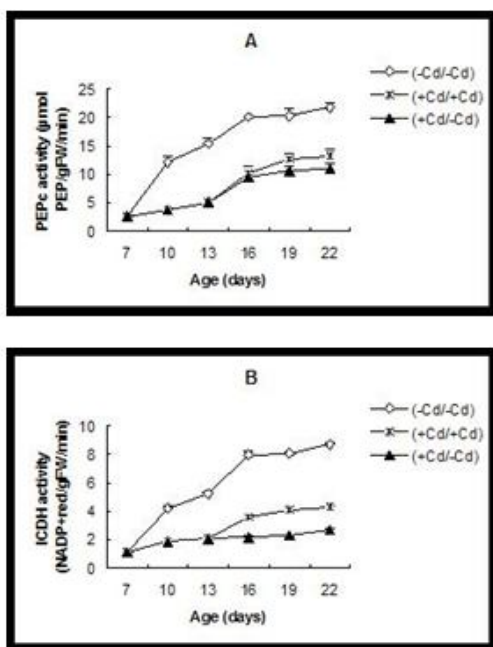 A
PEPc activity (µmol
PEP/gFW/min)
25
20
15
10
5
0
7 10 13 16 19 22
Age (days)
(-Cd/-Cd)
(+Cd/+Cd)
(+Cd/-Cd)
B
ICDH activity
(NADP+red/gFW/min)
10
8
6
4
2
0
7 10 13 16 19 22
Age (days)
(-Cd/-Cd)
(+Cd/+Cd)
(+Cd/-Cd)